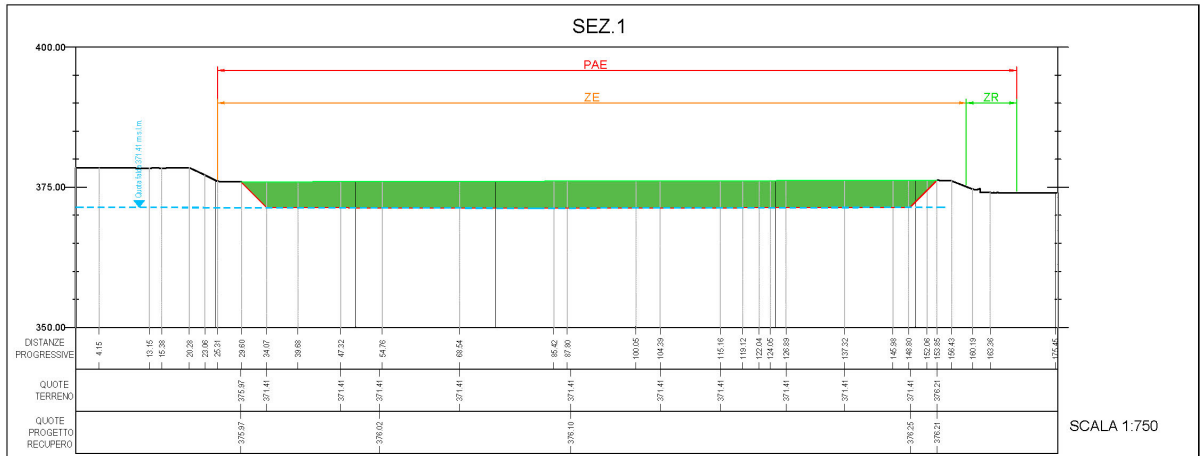 SEZ.1
400.00
PAE
ZE
ZR
Quota falda 371.41 m s.l.m.
375.00
350.00
DISTANZE
PROGRESSIVE
4.15 13.15 15.38 20.28 23.06 25.31 29.60 34.07 39.68 47.32 54.76 68.54 85.42 87.80 100.05 104.39 115.16 119.12 122.04 124.05 126.89 137.32 145.98 148.80 152.06 153.85 156.43 160.19 163.36 175.45
QUOTE
TERRENO
375.97 371.41 371.41 371.41 371.41 371.41 371.41 371.41 371.41 371.41 371.41 376.21
QUOTE
PROGETTO
RECUPERO
375.97 376.02 376.10 376.25 376.21
SCALA 1:750